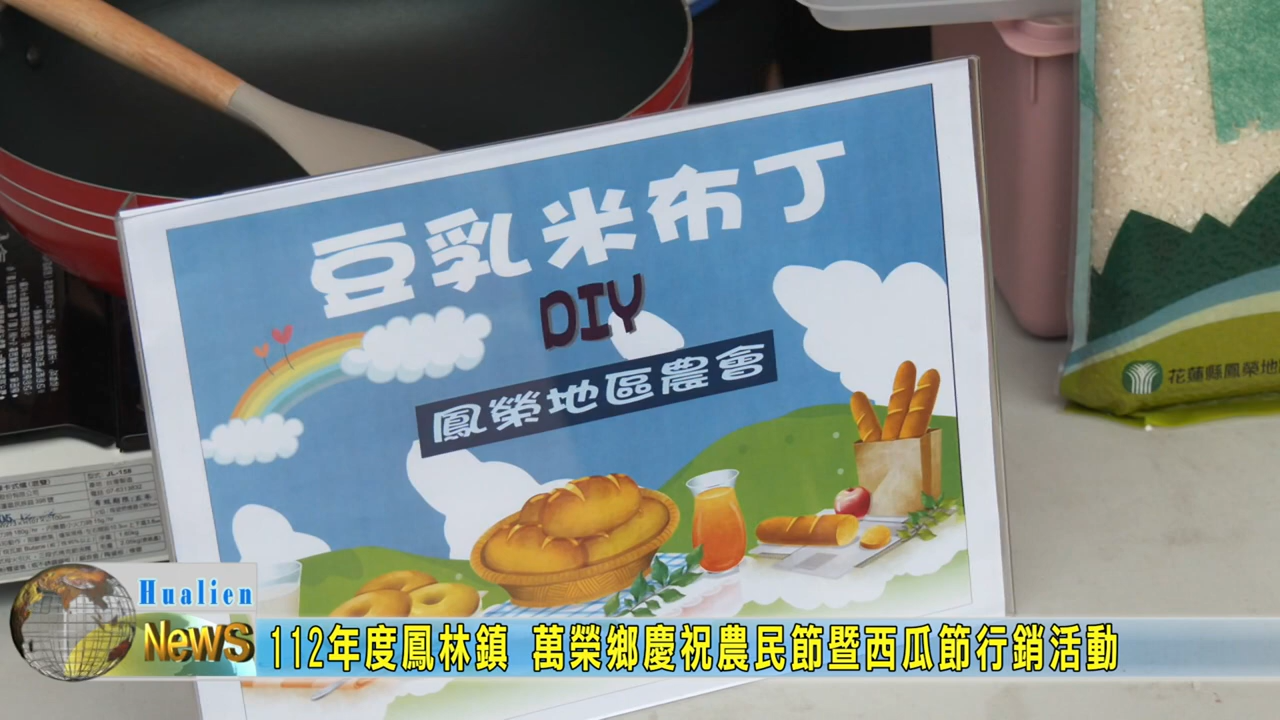 豆乳米布丁
DIY
鳳榮地區農會
花蓮縣鳳榮地
JL-158
Hualien
News
112年度鳳林鎮 萬榮鄉慶祝農民節暨西瓜節行銷活動